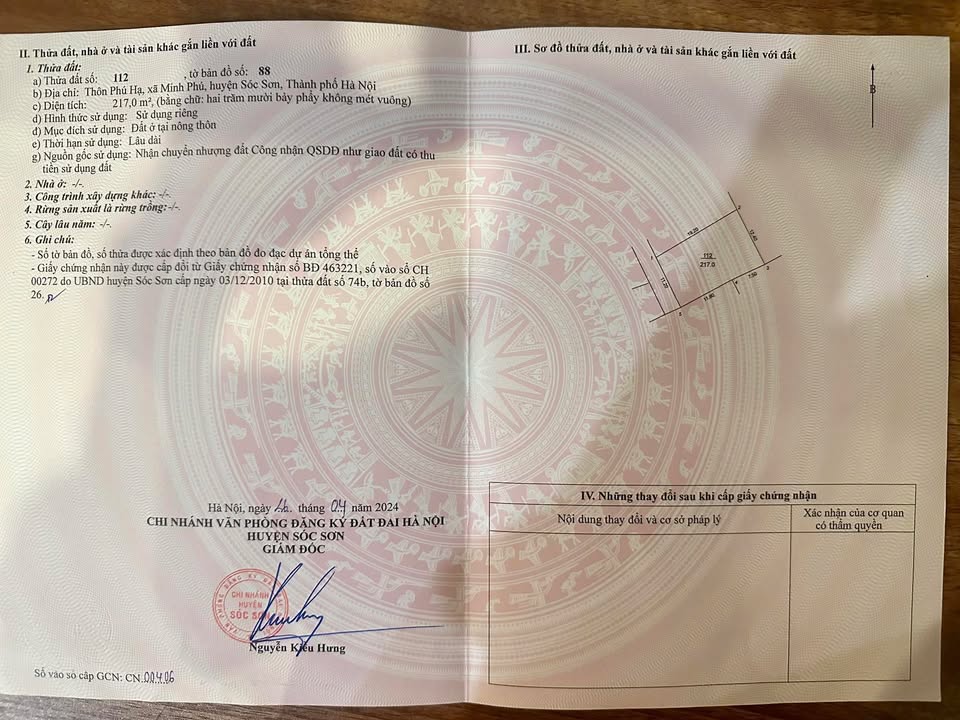 II. Thửa đất, nhà ở và tài sản khác gắn liền với đất
1. Thửa đất:
a) Thửa đất số: 112 , tờ bản đồ số: 88
b) Địa chỉ: Thôn Phú Hạ, xã Minh Phú, huyện Sóc Sơn, Thành phố Hà Nội
c) Diện tích: 217,0 m², (bằng chữ: hai trăm mười bảy phẩy không mét vuông)
d) Hình thức sử dụng: Sử dụng riêng
đ) Mục đích sử dụng: Đất ở tại nông thôn
e) Thời hạn sử dụng: Lâu dài
g) Nguồn gốc sử dụng: Nhận chuyển nhượng đất Công nhận QSDĐ như giao đất có thu
tiền sử dụng đất
2. Nhà ở: -/-.
3. Công trình xây dựng khác: -/-.
4. Rừng sản xuất là rừng trồng:-/-.
5. Cây lâu năm: -/-.
6. Ghi chú:
- Số tờ bản đồ, số thửa được xác định theo bản đồ đo đạc dự án tổng thể
- Giấy chứng nhận này được cấp đổi từ Giấy chứng nhận số BĐ 463221, số vào sổ CH
00272 do UBND huyện Sóc Sơn cấp ngày 03/12/2010 tại thửa đất số 74b, tờ bản đồ số
26.
Hà Nội, ngày tháng 04 năm 2024
CHI NHÁNH VĂN PHÒNG ĐĂNG KÝ ĐẤT ĐAI HÀ NỘI
HUYỆN SÓC SƠN
GIÁM ĐỐC
CHI NHÁNH
HUYỆN
SÓC SƠN
Nguyễn Kiều Hưng
Số vào sổ cấp GCN: CN.
III. Sơ đồ thửa đất, nhà ở và tài sản khác gắn liền với đất
B
112
217.0
7.50
11.80
IV. Những thay đổi sau khi cấp giấy chứng nhận
Nội dung thay đổi và cơ sở pháp lý
Xác nhận của cơ quan
có thẩm quyền